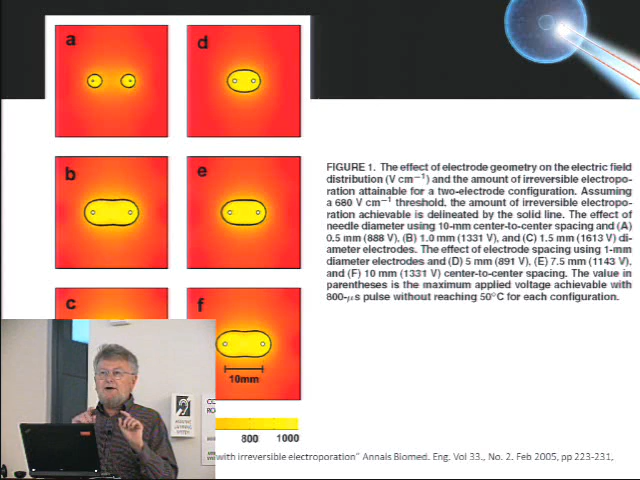 a
d
b
e
c
f
10mm
800 1000
FIGURE 1. The effect of electrode geometry on the electric field
distribution (V cm−1) and the amount of irreversible electropo-
ration attainable for a two-electrode configuration. Assuming
a 680 V cm−1 threshold, the amount of irreversible electropo-
ration achievable is delineated by the solid line. The effect of
needle diameter using 10-mm center-to-center spacing and (A)
0.5 mm (888 V), (B) 1.0 mm (1331 V), and (C) 1.5 mm (1613 V) di-
ameter electrodes. The effect of electrode spacing using 1-mm
diameter electrodes and (D) 5 mm (891 V), (E) 7.5 mm (1143 V),
and (F) 10 mm (1331 V) center-to-center spacing. The value in
parentheses is the maximum applied voltage achievable with
800-μs pulse without reaching 50°C for each configuration.
with irreversible electroporation" Annals Biomed. Eng. Vol 33., No. 2. Feb 2005, pp 223-231,